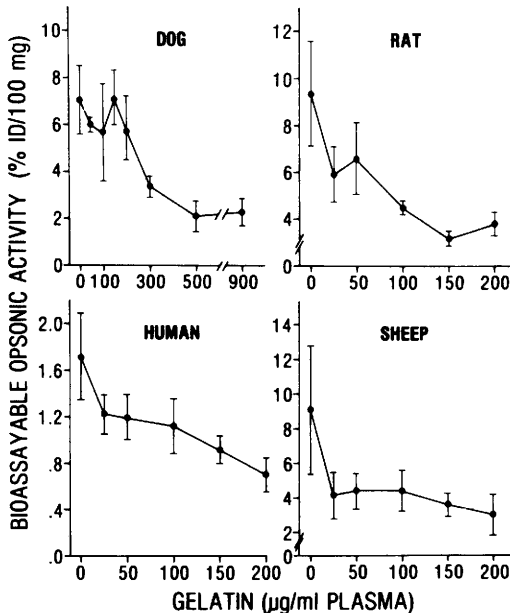 BIOASSAYABLE OPSONIC ACTIVITY (% ID/100 mg)
DOG
10
8
6
4
2
0
0 100 300 500 900
RAT
10
8
6
4
0
0 50 100 150 200
HUMAN
2.0
1.6
1.2
.8
.4
.0
0 50 100 150 200
SHEEP
14
12
10
8
6
4
2
0
0 50 100 150 200
GELATIN (µg/ml PLASMA)